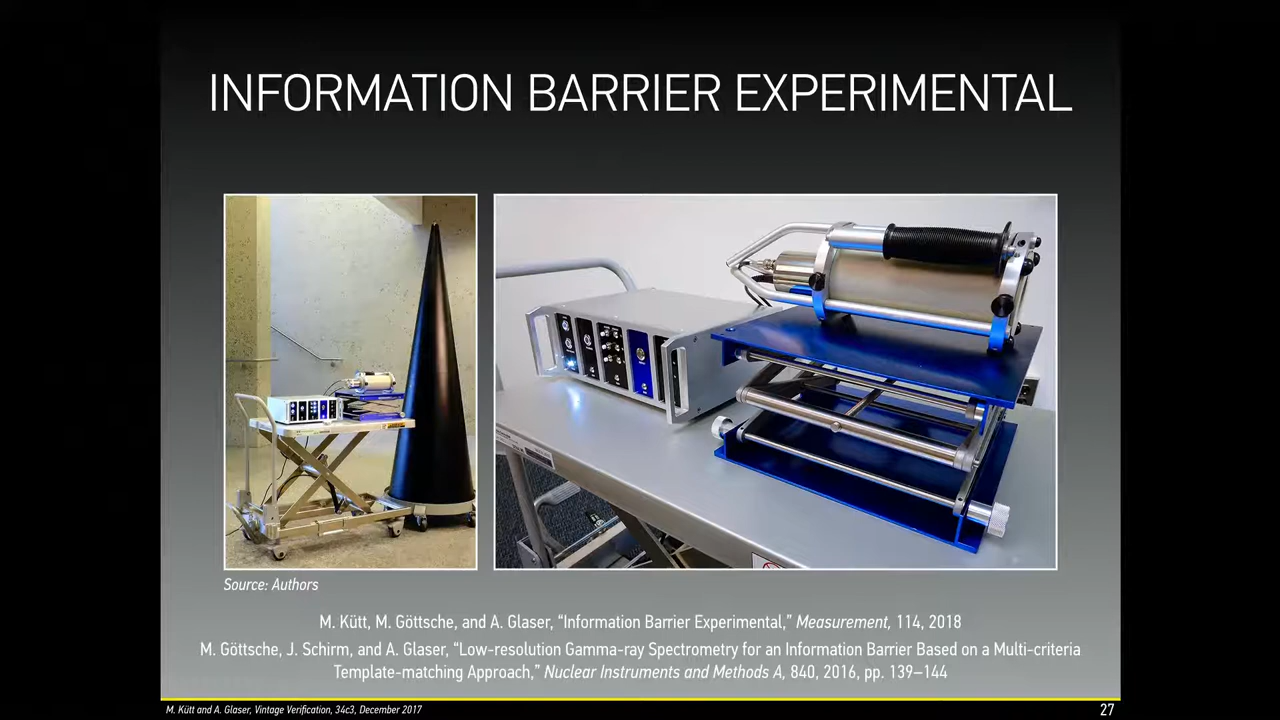 INFORMATION BARRIER EXPERIMENTAL
Source: Authors
M. Kütt, M. Göttsche, and A. Glaser, “Information Barrier Experimental,” Measurement, 114, 2018
M. Göttsche, J. Schirm, and A. Glaser, “Low-resolution Gamma-ray Spectrometry for an Information Barrier Based on a Multi-criteria
Template-matching Approach,” Nuclear Instruments and Methods A, 840, 2016, pp. 139–144
M. Kütt and A. Glaser, Vintage Verification, 34c3, December 2017
27